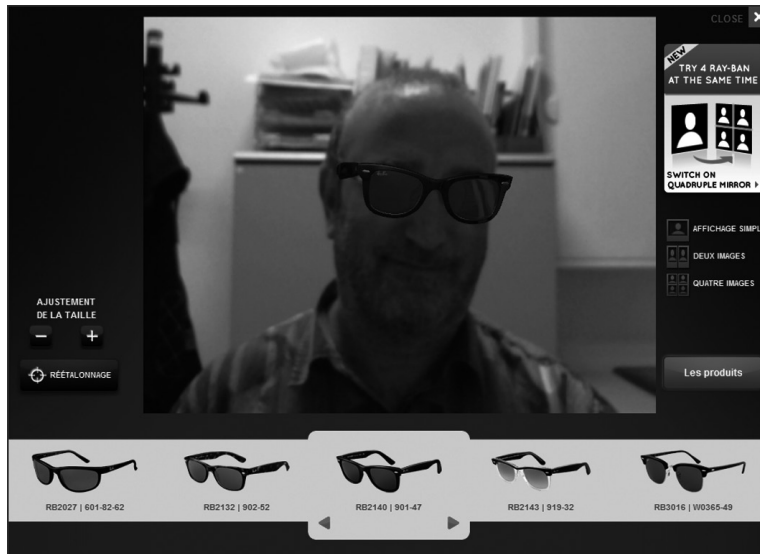 CLOSE X
NEW
TRY 4 RAY-BAN
AT THE SAME TIME
SWITCH ON
QUADRUPLE MIRROR
AFFICHAGE SIMPL
DEUX IMAGES
QUATRE IMAGES
AJUSTEMENT
DE LA TAILLE
- +
RÉÉTALONNAGE
Les produits
RB2027 | 601-82-62
RB2132 | 902-52
RB2140 | 901-47
RB2143 | 919-32
RB3016 | W0365-49